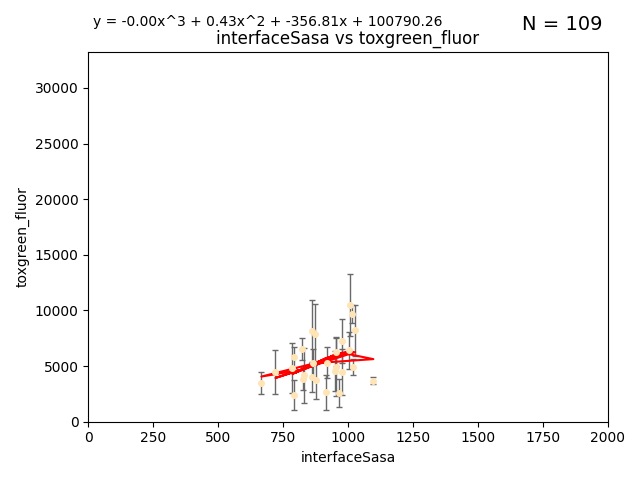 y = -0.00x^3 + 0.43x^2 + -356.81x + 100790.26
N = 109
interfaceSasa vs toxgreen_fluor
toxgreen_fluor
30000
25000
20000
15000
10000
5000
0
0 250 500 750 1000 1250 1500 1750 2000
interfaceSasa